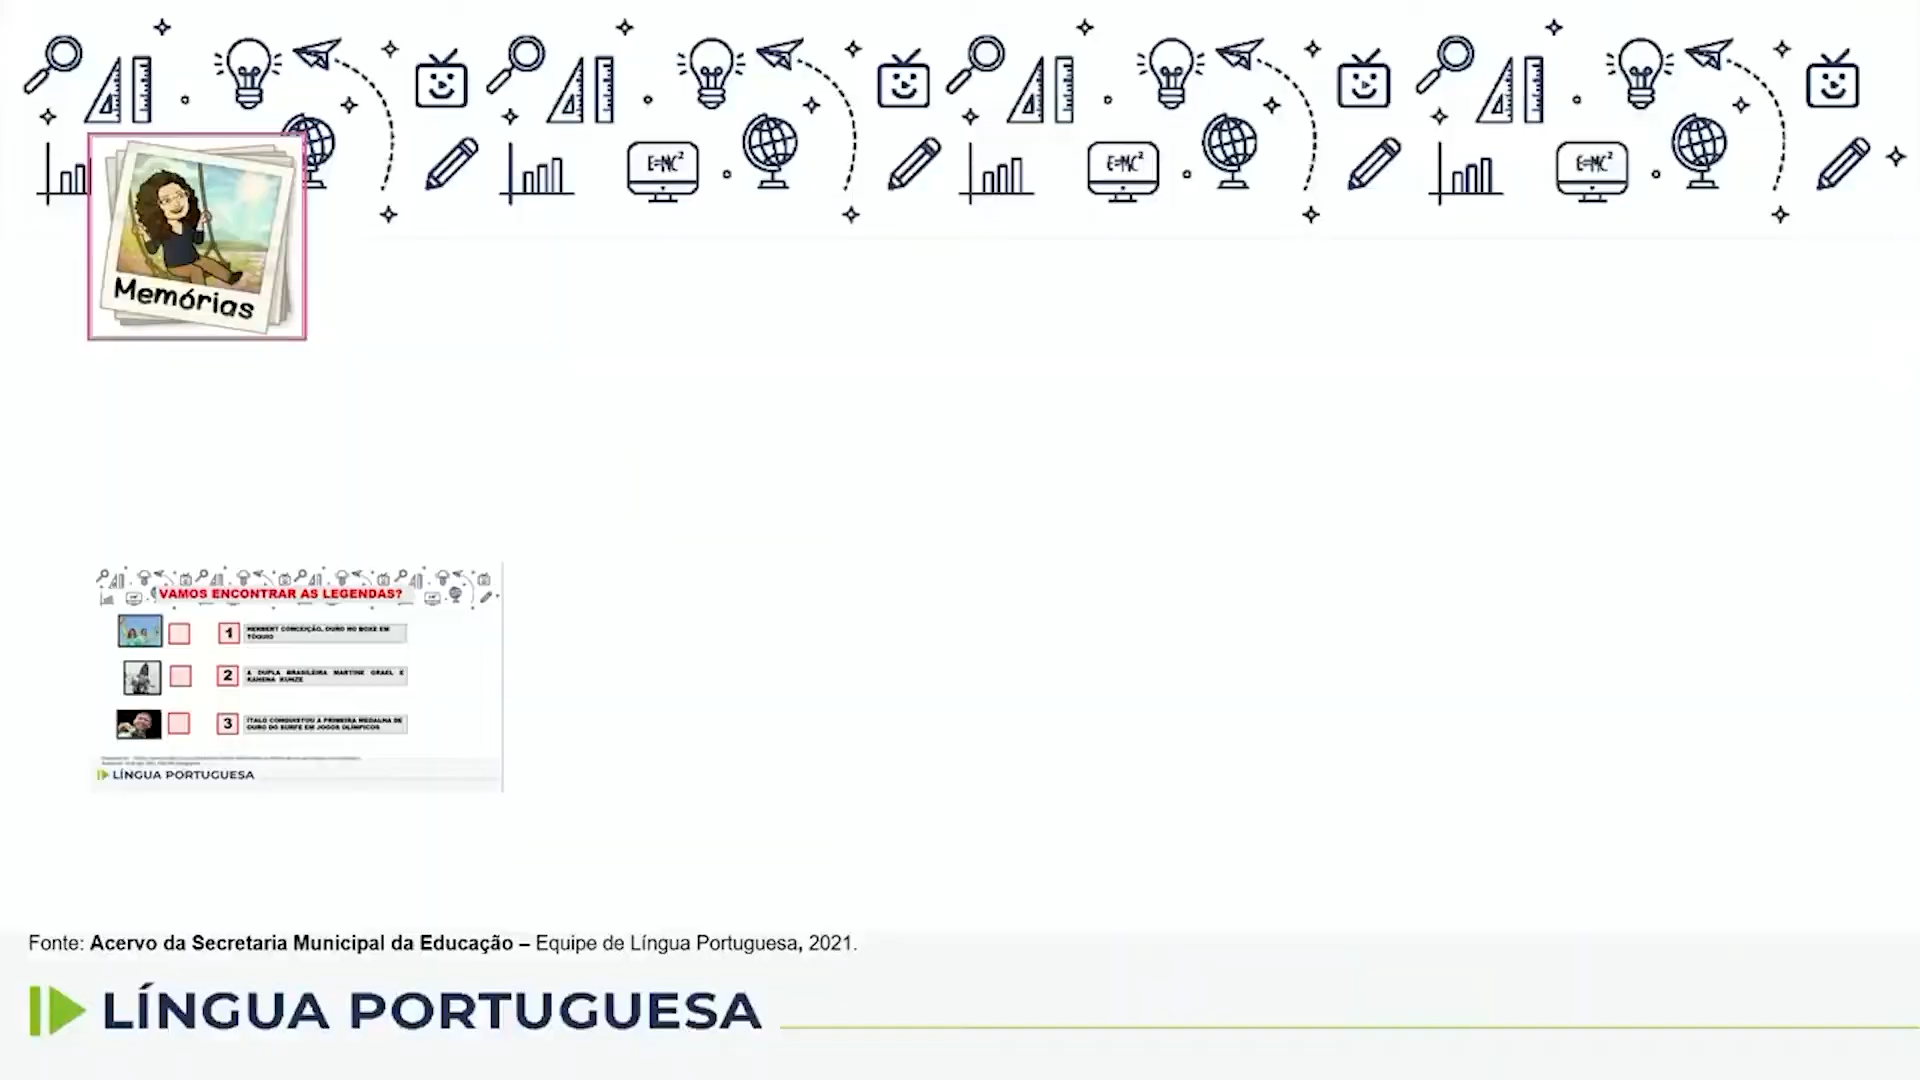 E=MC²
E=MC²
E=MC²
Memórias
VAMOS ENCONTRAR AS LEGENDAS?
1 HERBERT CONCEIÇÃO, OURO NO BOXE EM
TÓQUIO
2 A DUPLA BRASILEIRA MARTINE GRAEL E
KAHENA KUNZE
3 ÍTALO CONQUISTOU A PRIMEIRA MEDALHA DE
OURO DO SURFE EM JOGOS OLÍMPICOS
LÍNGUA PORTUGUESA
Fonte: Acervo da Secretaria Municipal da Educação – Equipe de Língua Portuguesa, 2021.
LÍNGUA PORTUGUESA